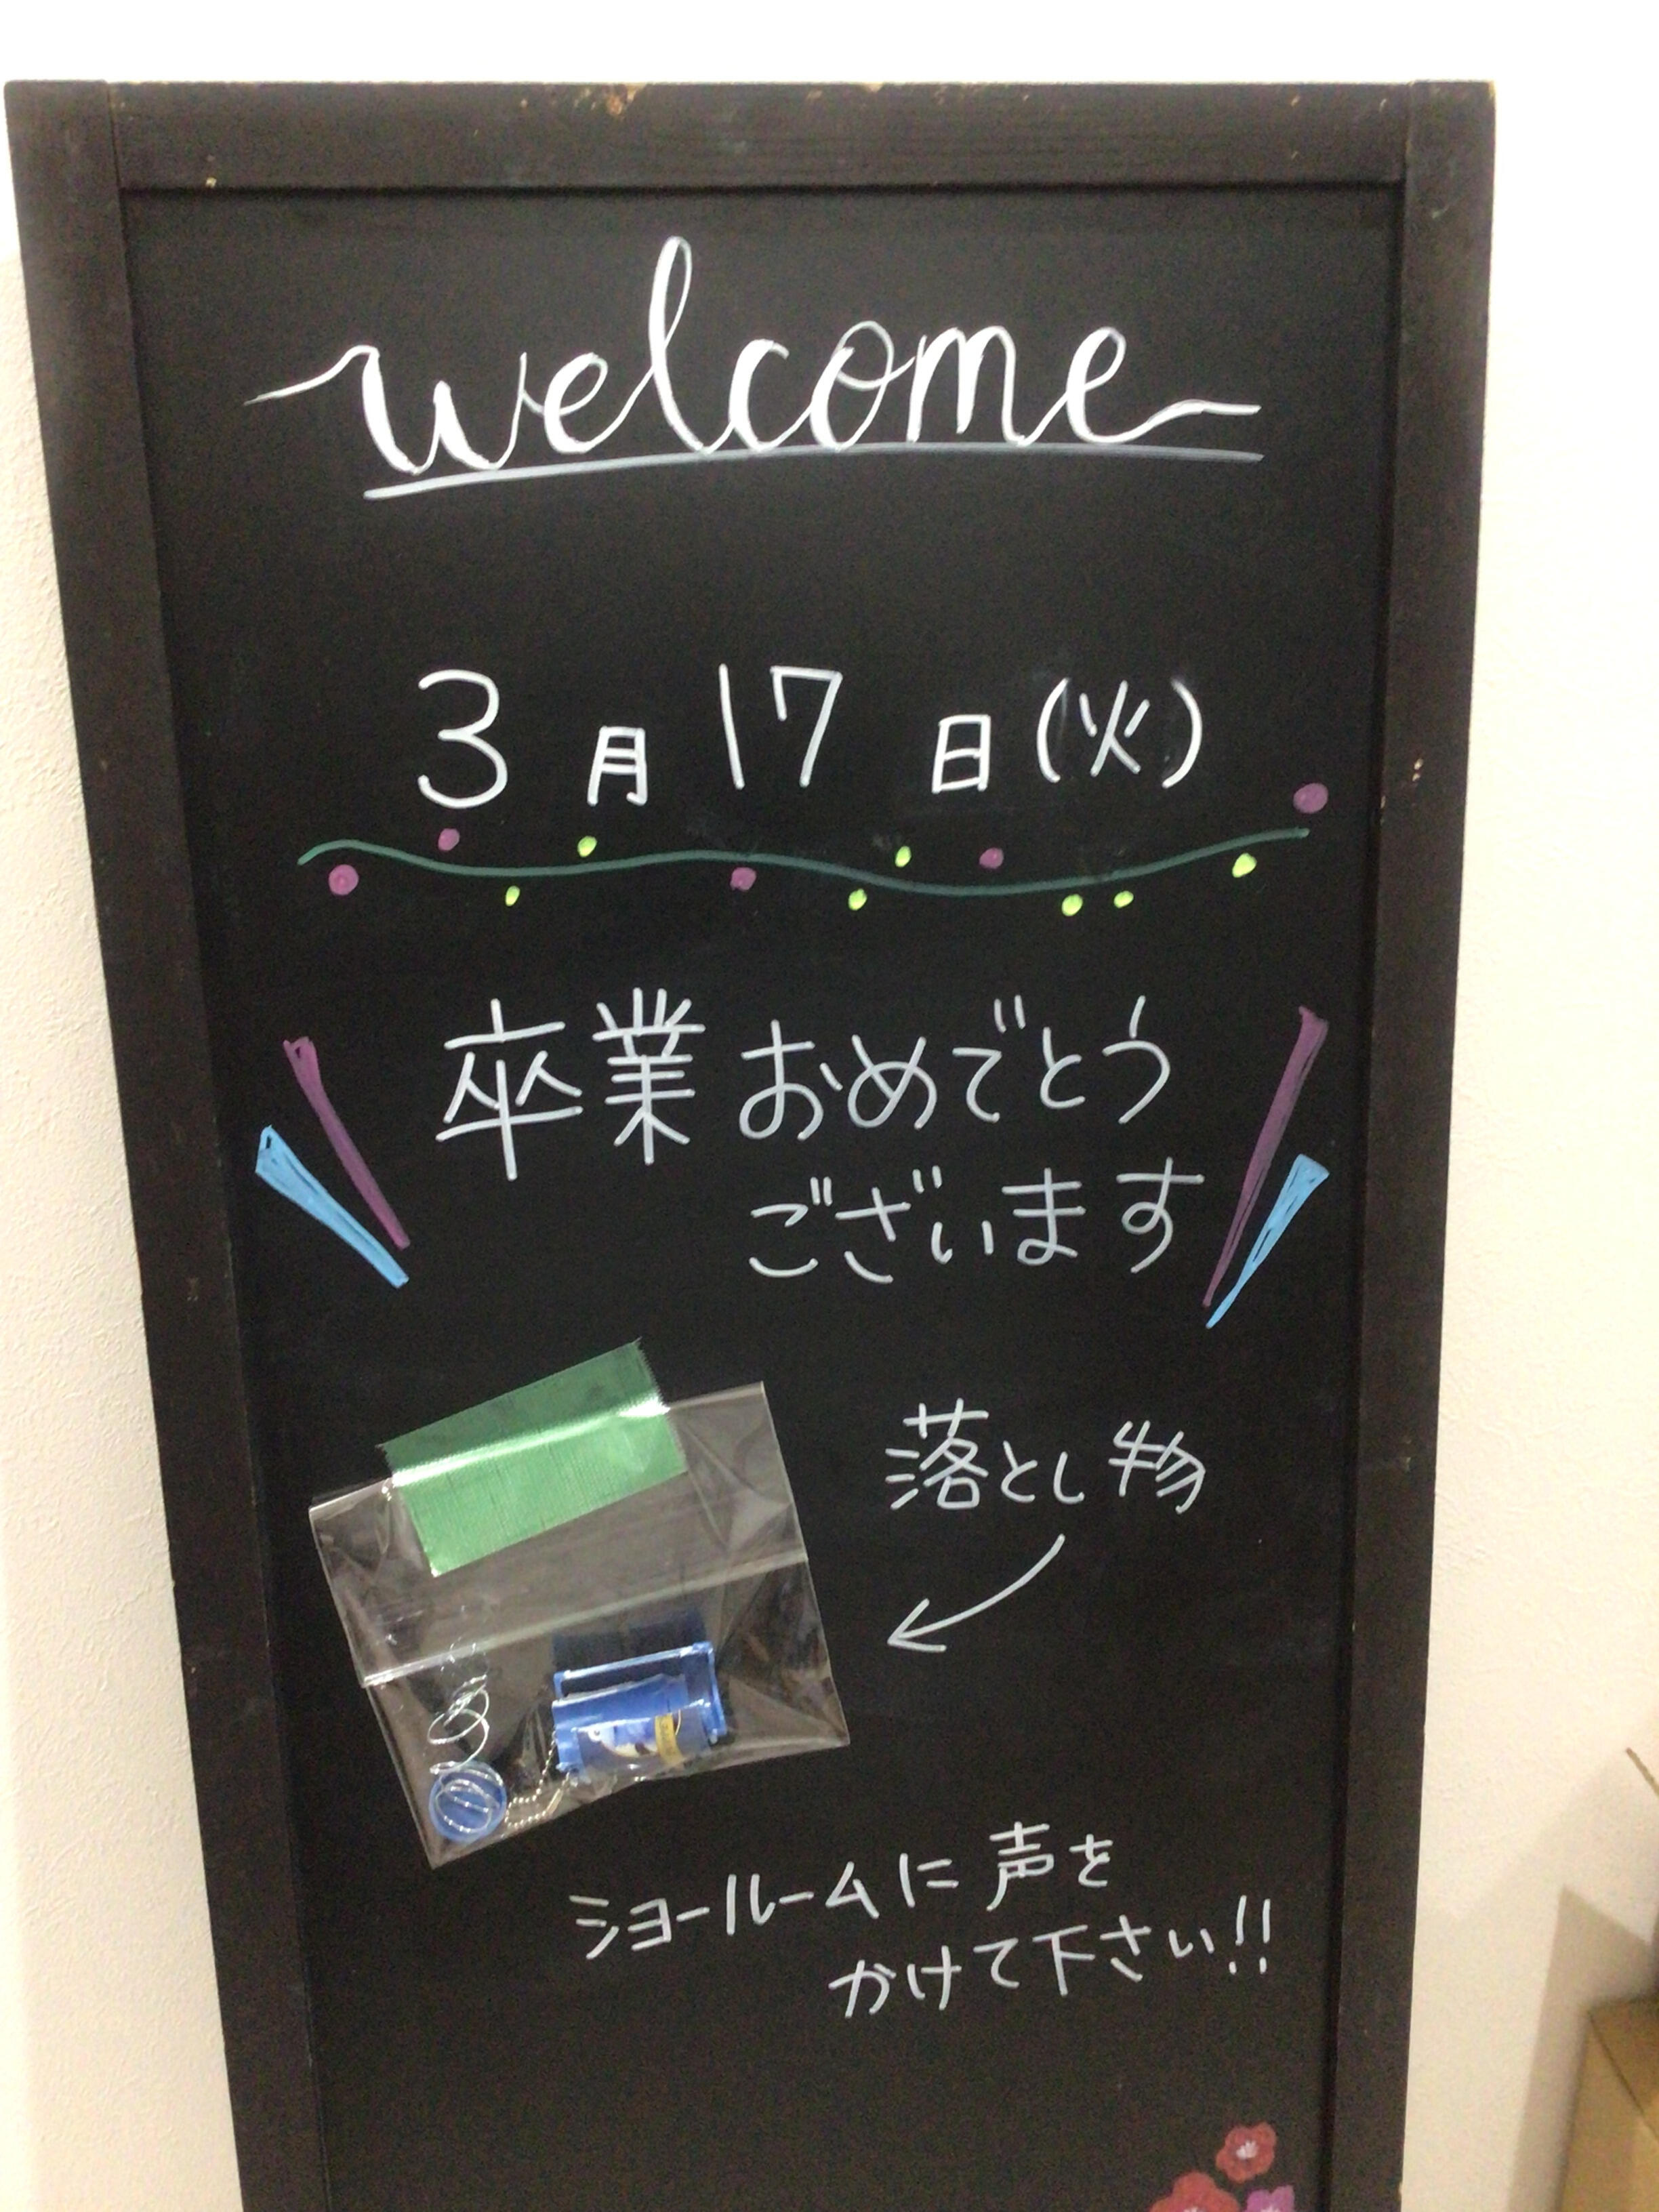 welcome
3月17日(火)
卒業おめでとう
ございます
落とし物
ショールームに声を
かけて下さい!!